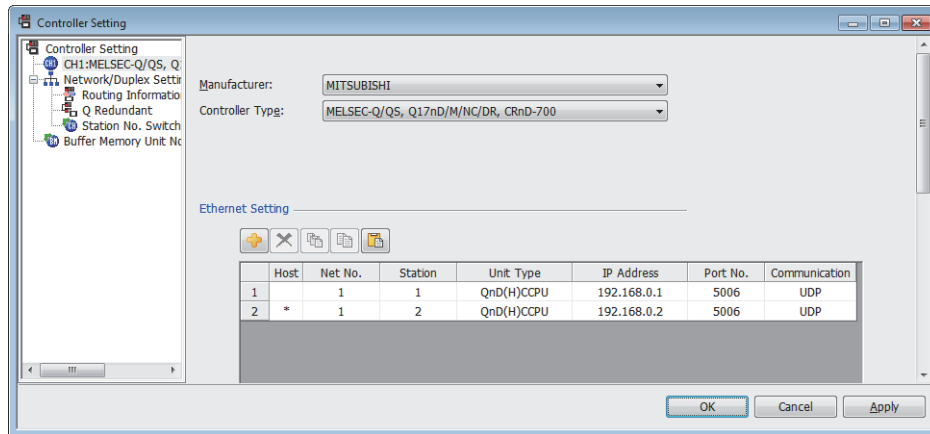 Controller Setting
Controller Setting
CH1:MELSEC-Q/QS, Q
Network/Duplex Settin
Routing Informatio
Q Redundant
Station No. Switch
Buffer Memory Unit No
Manufacturer: MITSUBISHI
Controller Type: MELSEC-Q/QS, Q17nD/M/NC/DR, CRnD-700
Ethernet Setting
Host Net No. Station Unit Type IP Address Port No. Communication
1 1 1 QnD(H)CCPU 192.168.0.1 5006 UDP
2 * 1 2 QnD(H)CCPU 192.168.0.2 5006 UDP
OK Cancel Apply